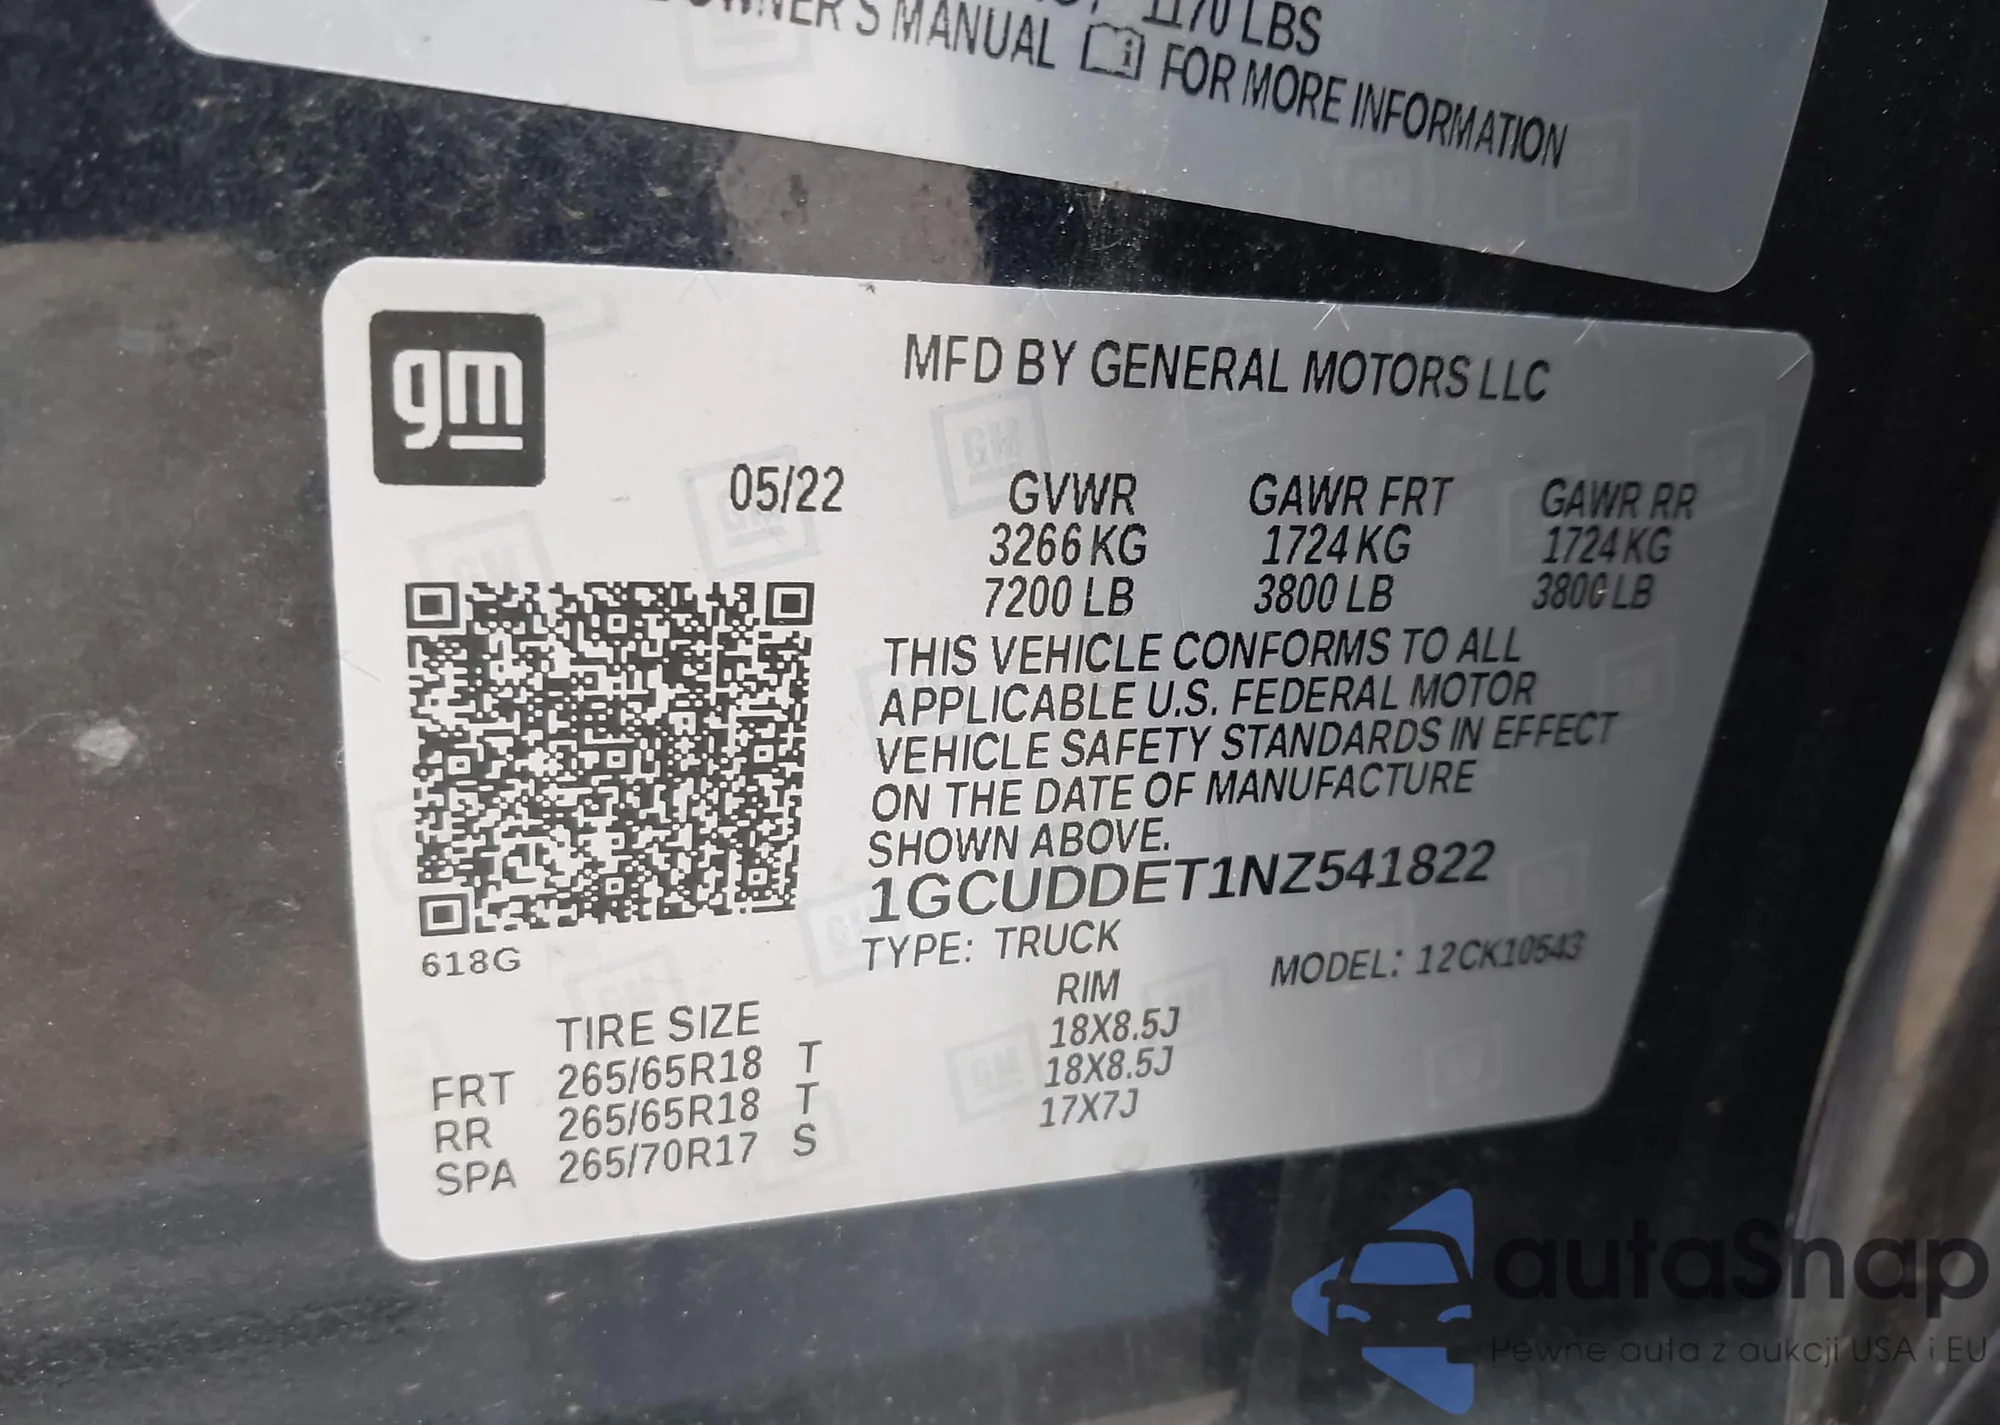 1170 LBS
OWNER'S MANUAL i FOR MORE INFORMATION
gm
MFD BY GENERAL MOTORS LLC
05/22 GVWR GAWR FRT GAWR RR
3266 KG 1724 KG 1724 KG
7200 LB 3800 LB 3800 LB
THIS VEHICLE CONFORMS TO ALL
APPLICABLE U.S. FEDERAL MOTOR
VEHICLE SAFETY STANDARDS IN EFFECT
ON THE DATE OF MANUFACTURE
SHOWN ABOVE.
1GCUDDET1NZ541822
618G
TYPE: TRUCK MODEL: 12CK10543
TIRE SIZE RIM
FRT 265/65R18 T 18X8.5J
RR 265/65R18 T 18X8.5J
SPA 265/70R17 S 17X7J
autaSnap
Pewne auta z aukcji USA i EU